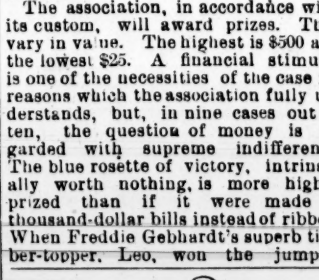 The association, in accordance wi
its custom, will award prizes. Th
vary in value. The highest is $500 a
the lowest $25. A financial stimu
is one of the necessities of the case
reasons which the association fully u
derstands, but, in nine cases out
ten, the question of money is
garded with supreme indifferen
The blue rosette of victory, intrin
ally worth nothing, is more high
prized than if it were made
thousand-dollar bills instead of ribb
When Freddie Gebhardt's superb ti
ber-topper, Leo, won the jump